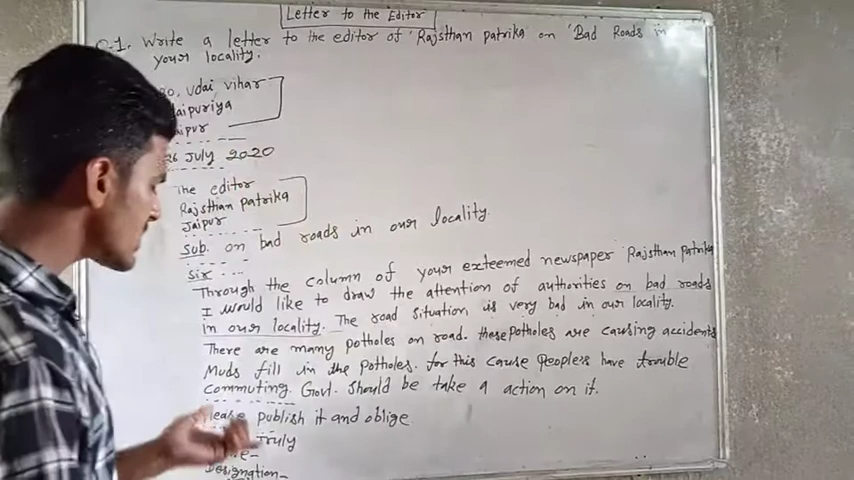 Letter to the Editor
Q.1. Write a letter to the editor of 'Rajsthan patrika' on 'Bad Roads in
your locality.
udai vihar
Jaipuriya
26 July 2020
The editor
Rajsthan patrika
Jaipur
Sub. on bad roads in our locality.
Sir
Through the column of your exteemed newspaper 'Rajsthan Patrika
I would like to draw the attention of authorities on bad roads
in our locality. The road situation is very bad in our locality.
There are many potholes on road. these Potholes are causing accidents
Muds fill in the Potholes. for this cause Peoples have trouble
Commuting. Govt. Should be take a action on it.
Please publish it and oblige
truly
Designation-